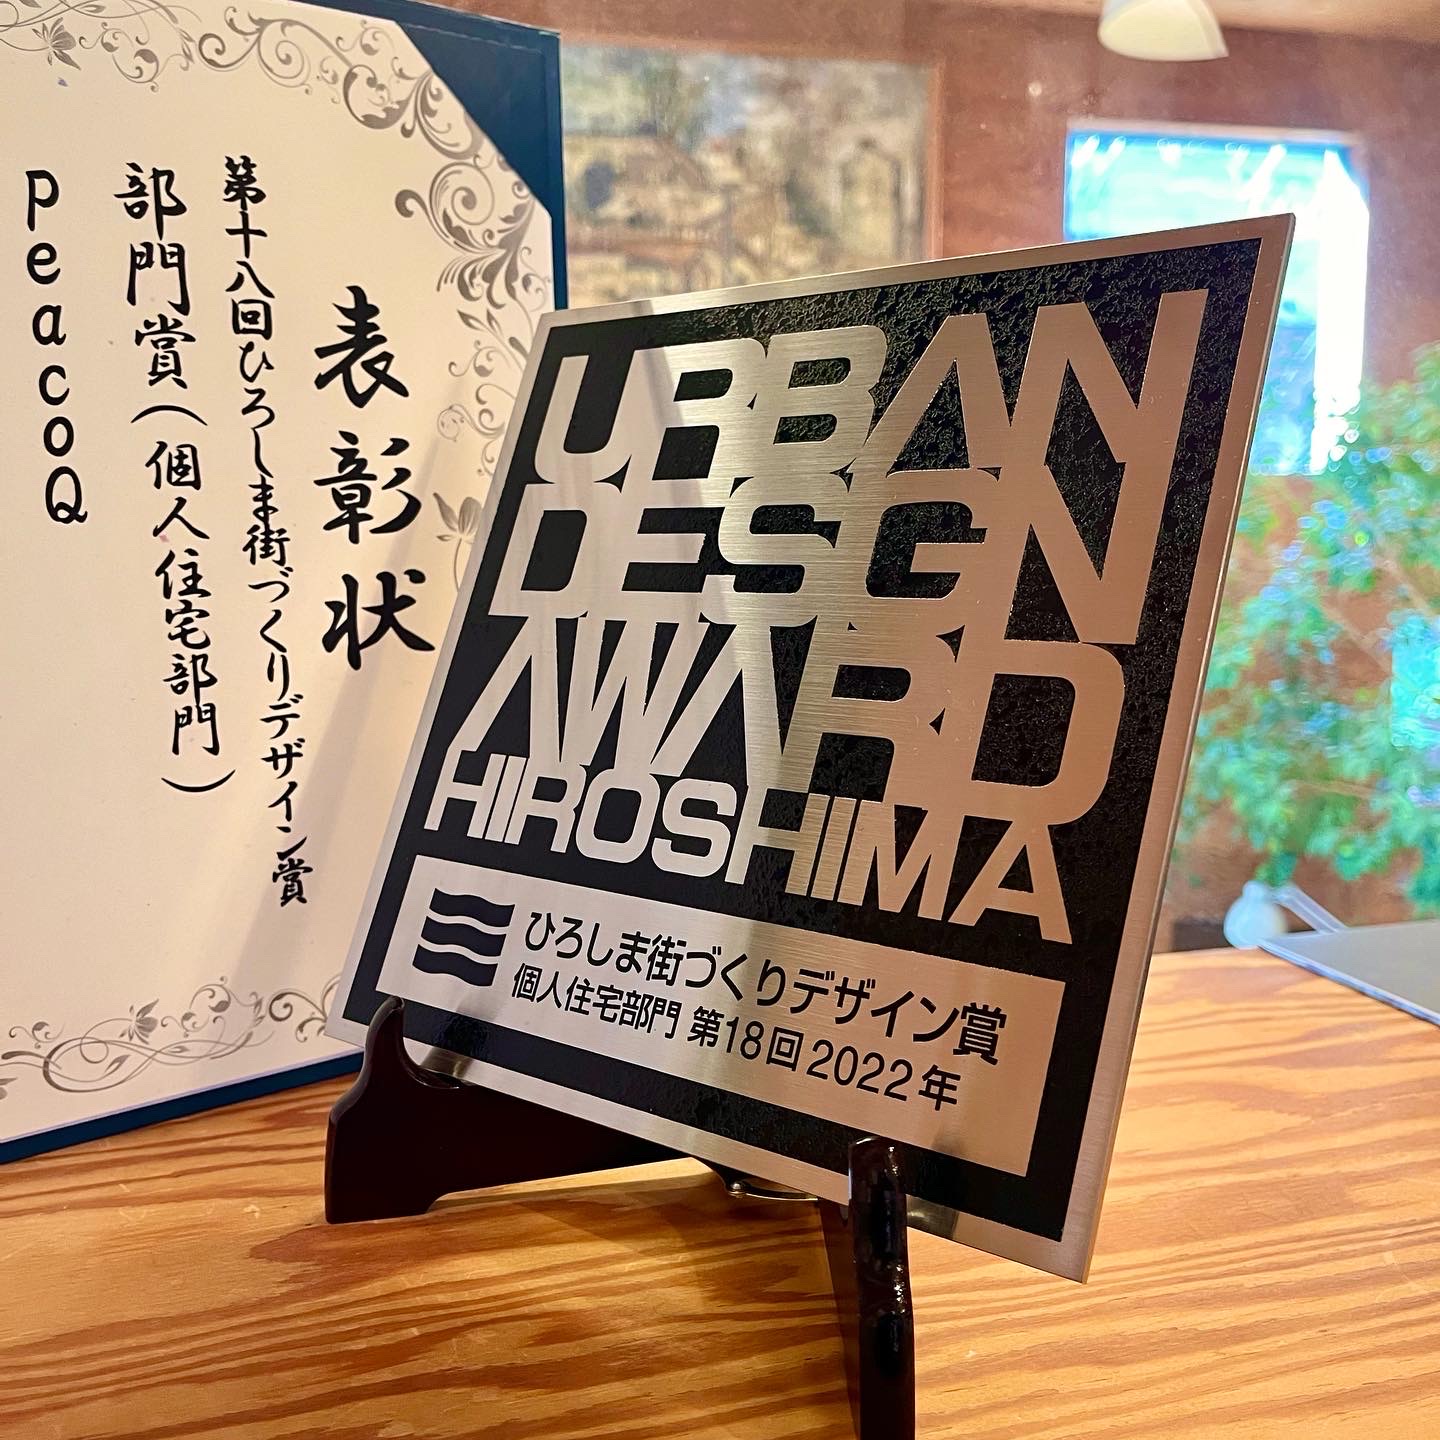 表彰状
第十八回ひろしま街づくりデザイン賞
部門賞(個人住宅部門)
peacoQ
URBAN
DESIGN
AWARD
HIROSHIMA
ひろしま街づくりデザイン賞
個人住宅部門 第18回 2022年